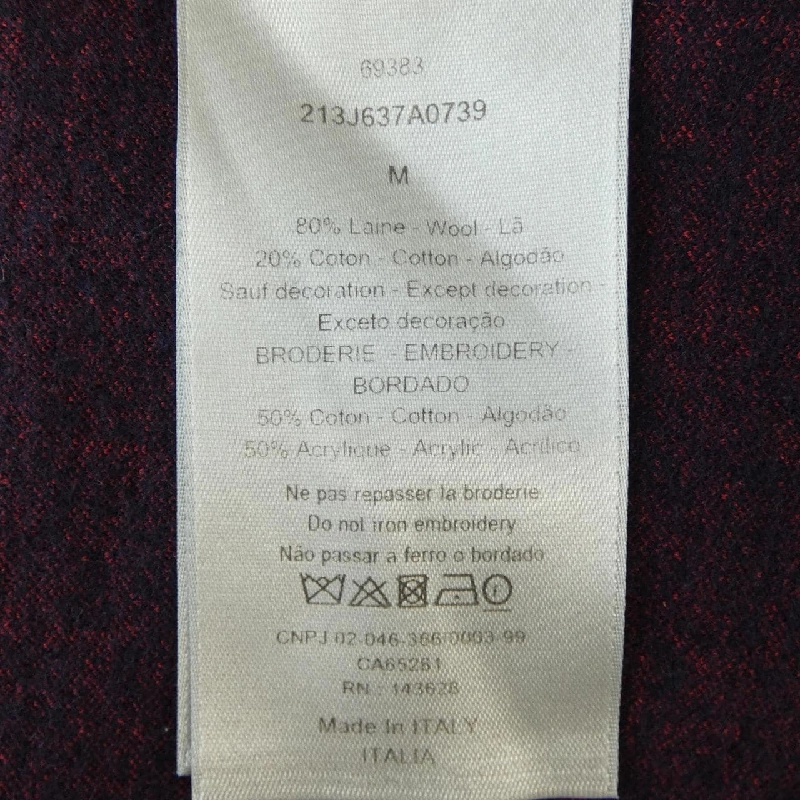 69383
213J637A0739
M
80% Laine - Wool - Lã
20% Coton - Cotton - Algodão
Sauf decoration - Except decoration -
Exceto decoração
BRODERIE - EMBROIDERY -
BORDADO
50% Coton - Cotton - Algodão
50% Acrylique - Acrylic - Acrílico
Ne pas repasser la broderie
Do not iron embroidery
Não passar a ferro o bordado
CNPJ 02-046-366/0003-99
CA65281
RN : 143628
Made In ITALY
ITALIA